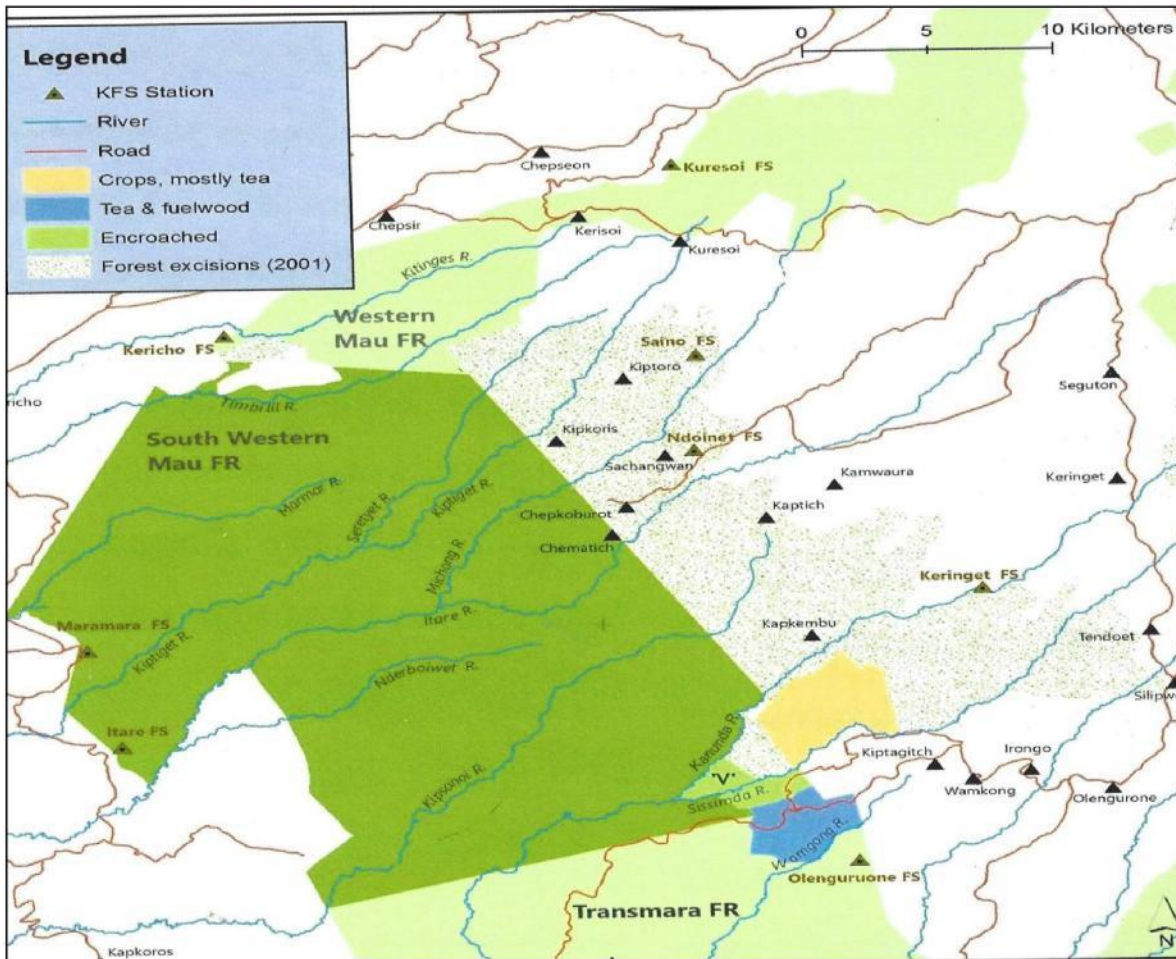 0 5 10 Kilometers
Legend
KFS Station
River
Road
Crops, mostly tea
Tea & fuelwood
Encroached
Forest excisions (2001)
Chepseon
Kuresoi FS
Chepsir
Kerisoi
Kuresoi
Kitinges R.
Western
Mau FR
Kericho FS
Saino FS
Kiptoro
Seguton
richo
Timbilil R.
South Western
Mau FR
Kipkoris
Ndoinet FS
Sachangwan
Marmar R.
Seretyet R.
Kiptiget R.
Kamwaura
Keringet
Chepkoburot
Kaptich
Chematich
Michong R.
Keringet FS
Itare R.
Maramara FS
Kiptiget R.
Kapkembu
Tendoet
Nderboiwet R.
Silipw
Itare FS
Kanunda R.
Kiptagitch
Irongo
Kipsonoi R.
"V"
Wamkong
Olengurone
Sissimda R.
Wamgong R.
Olenguruone FS
Transmara FR
Kapkoros
N